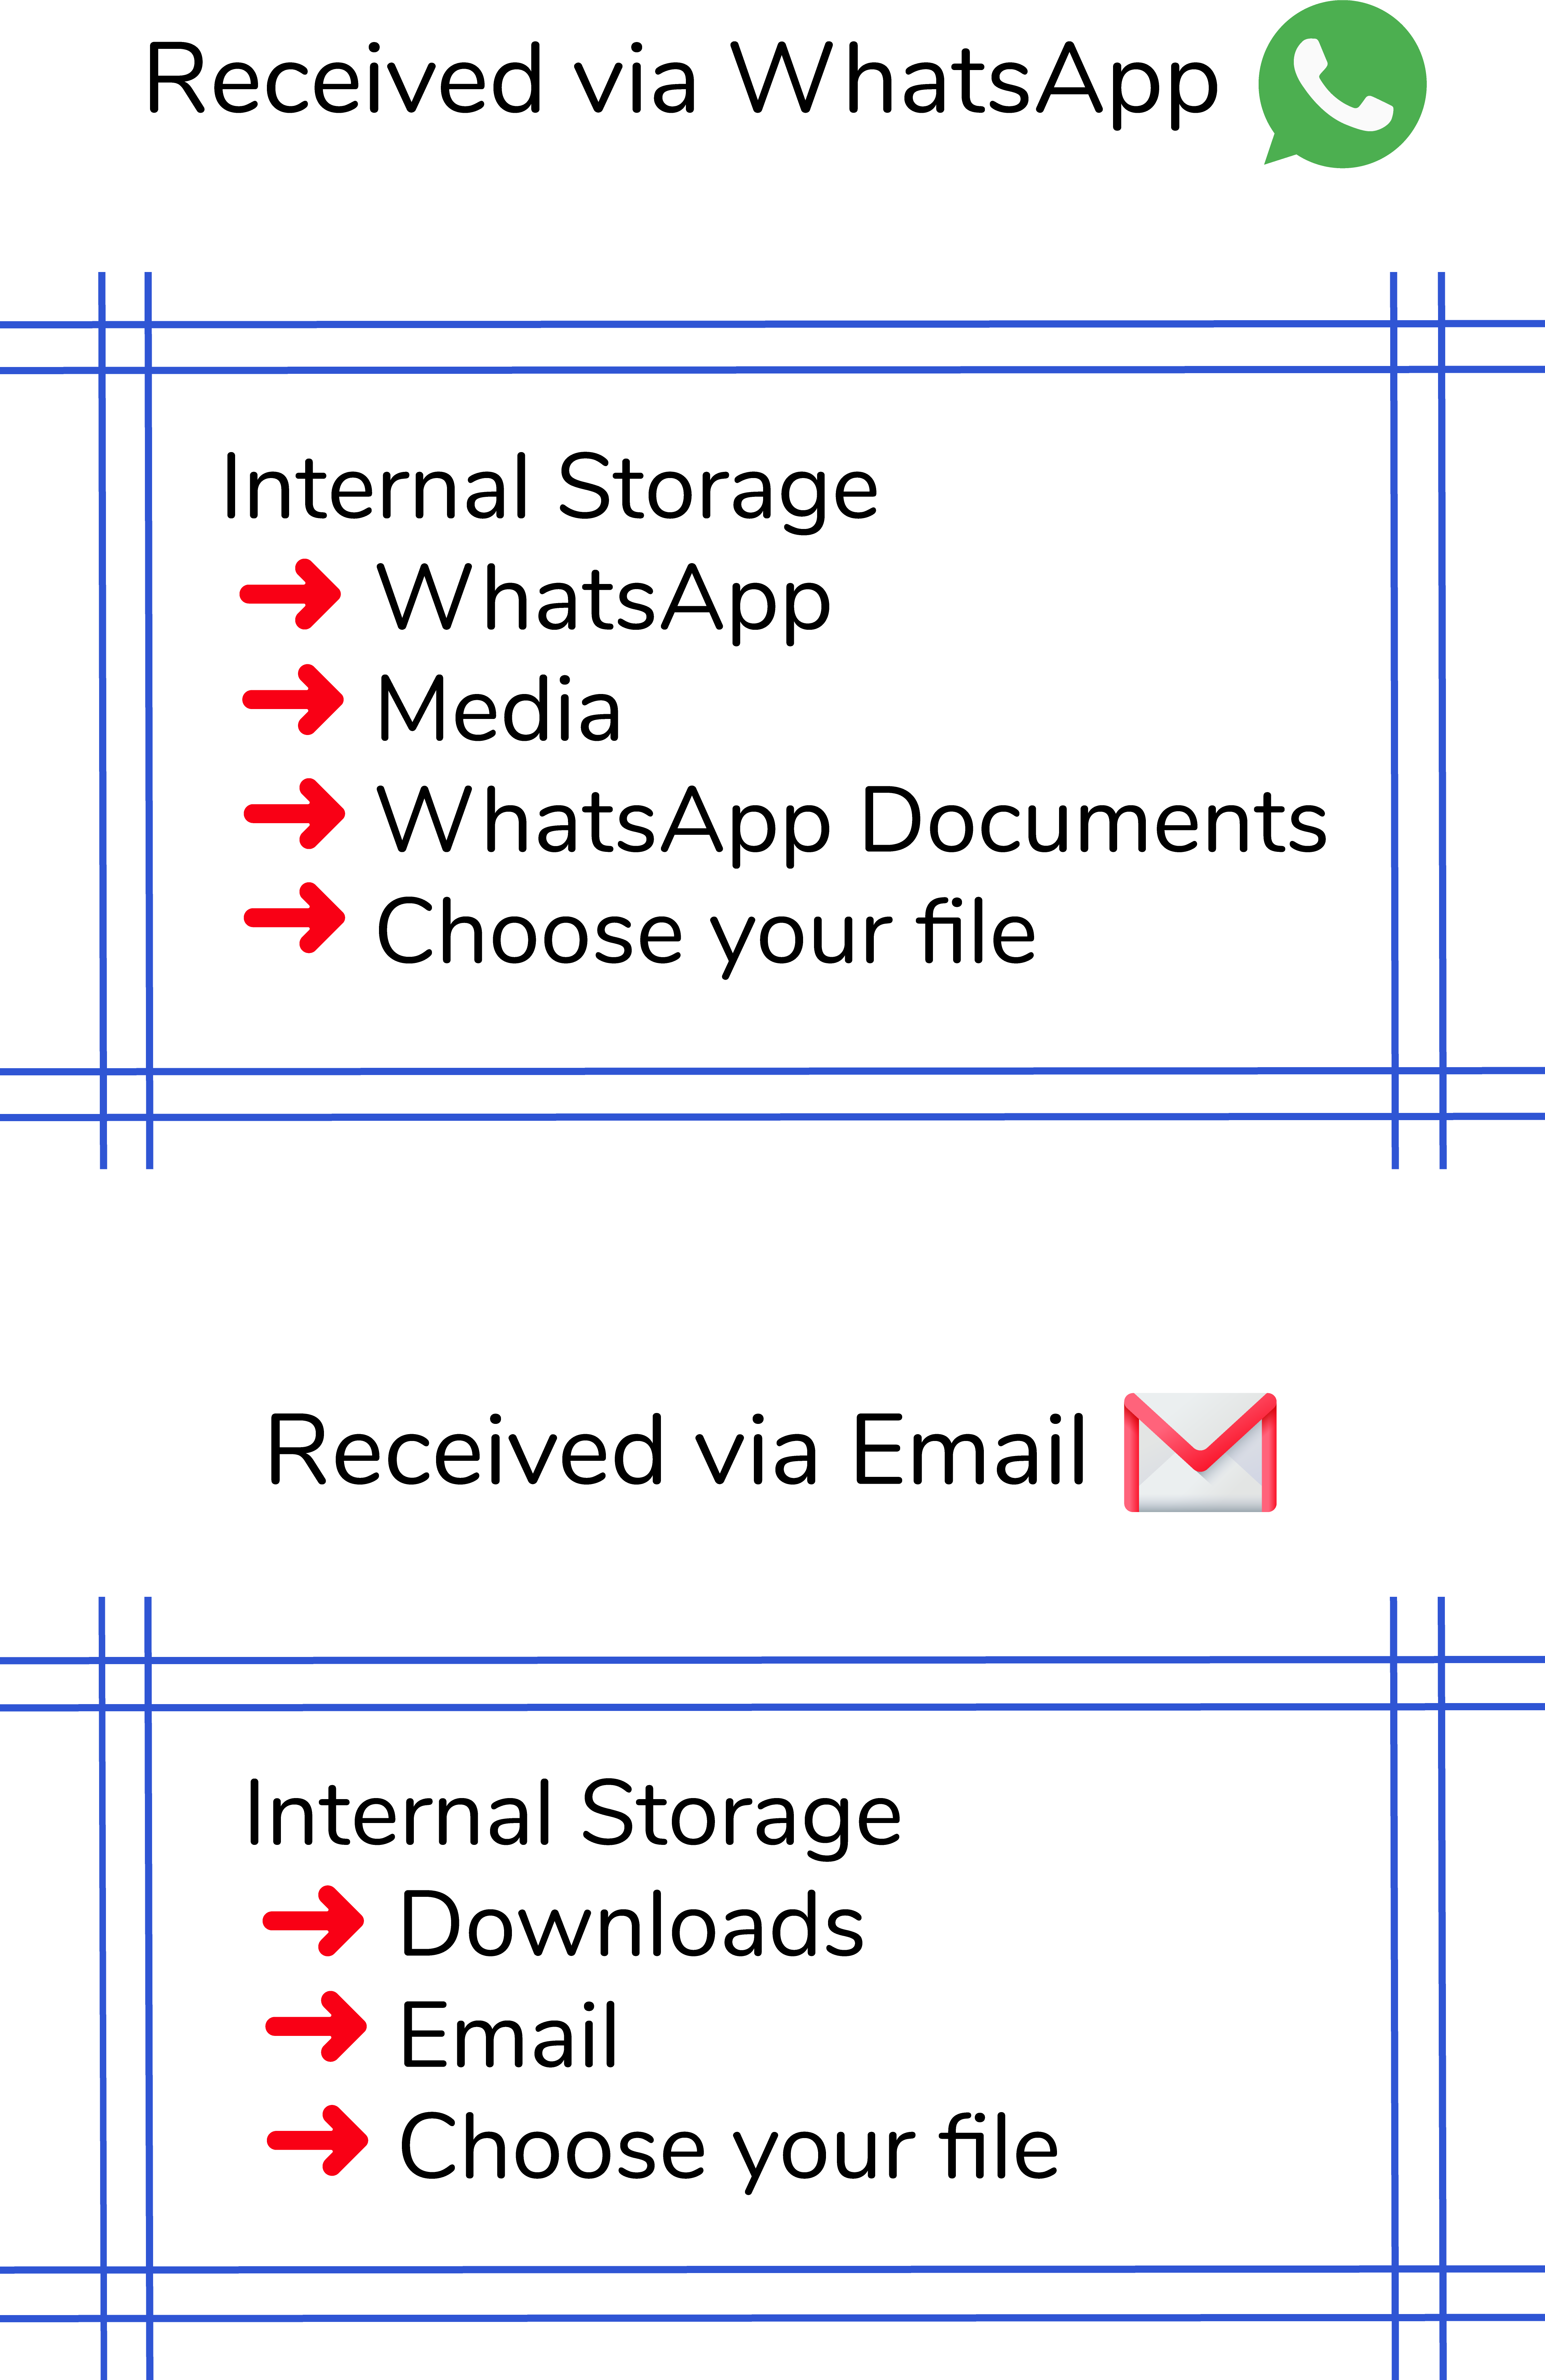 Received via WhatsApp
Internal Storage
WhatsApp
Media
WhatsApp Documents
Choose your file
Received via Email
Internal Storage
Downloads
Email
Choose your file